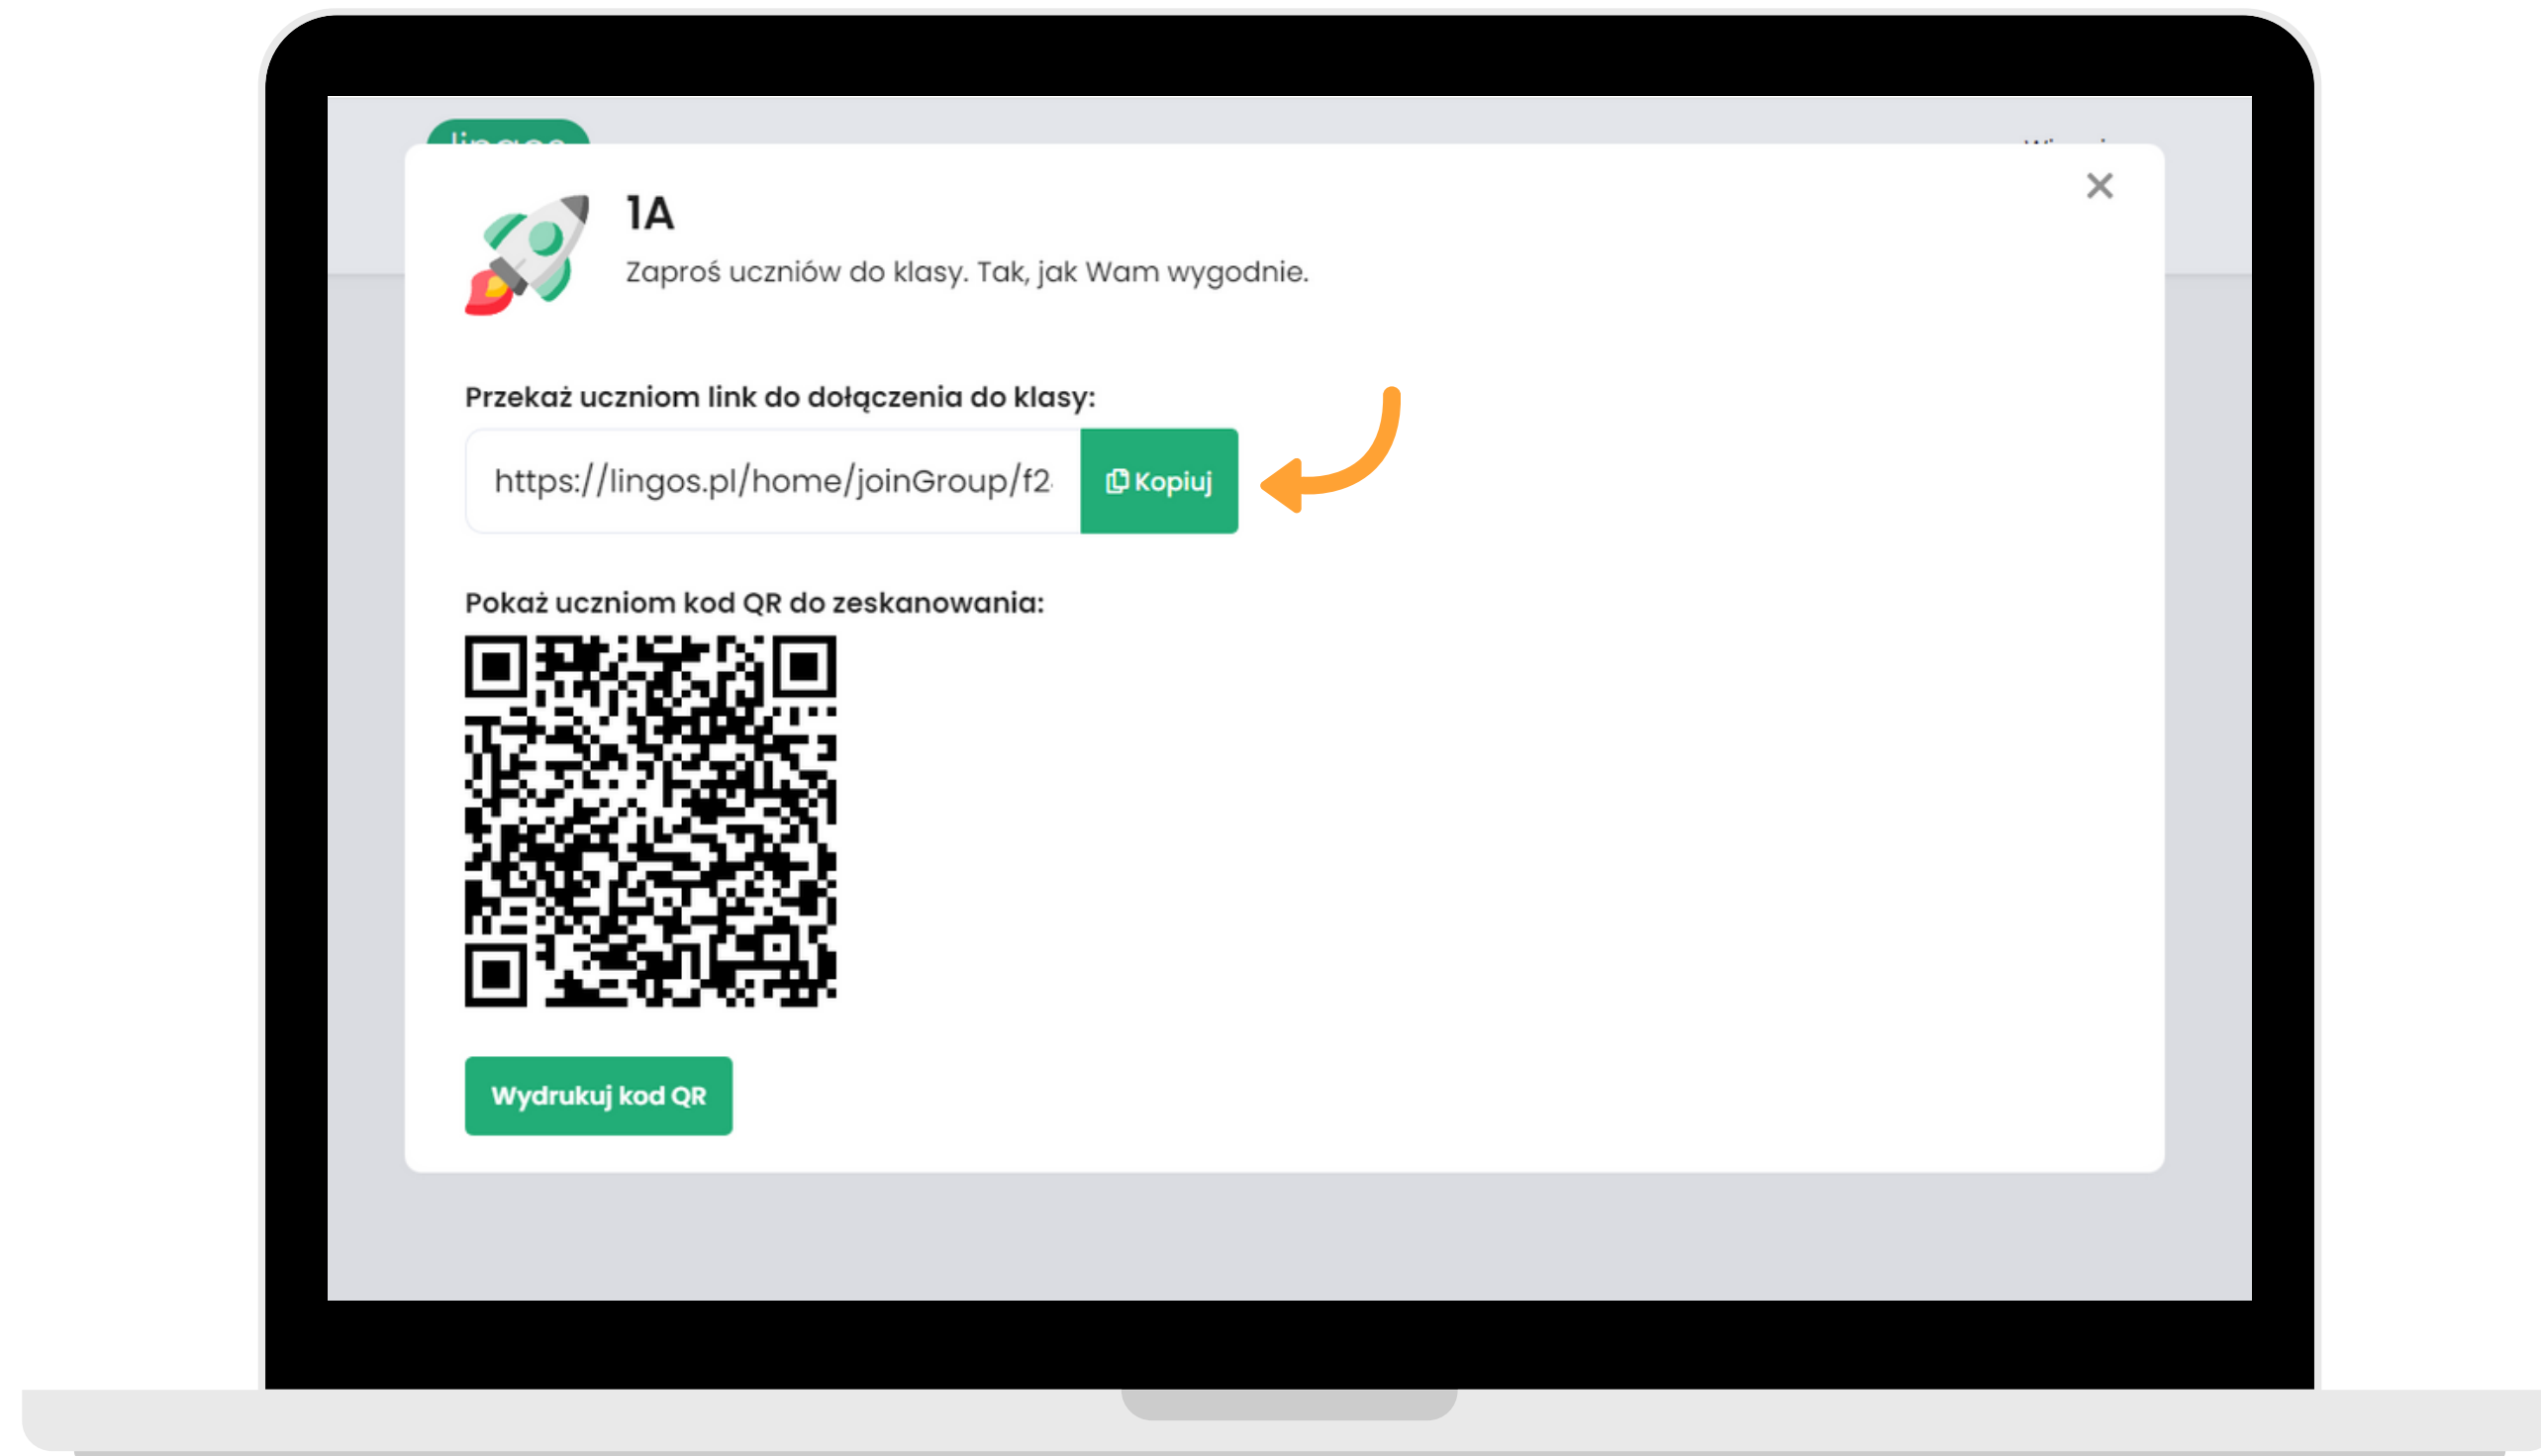 lingos
1A
Zaproś uczniów do klasy. Tak, jak Wam wygodnie.
Przekaż uczniom link do dołączenia do klasy:
https://lingos.pl/home/joinGroup/f2
Kopiuj
Pokaż uczniom kod QR do zeskanowania:
Wydrukuj kod QR